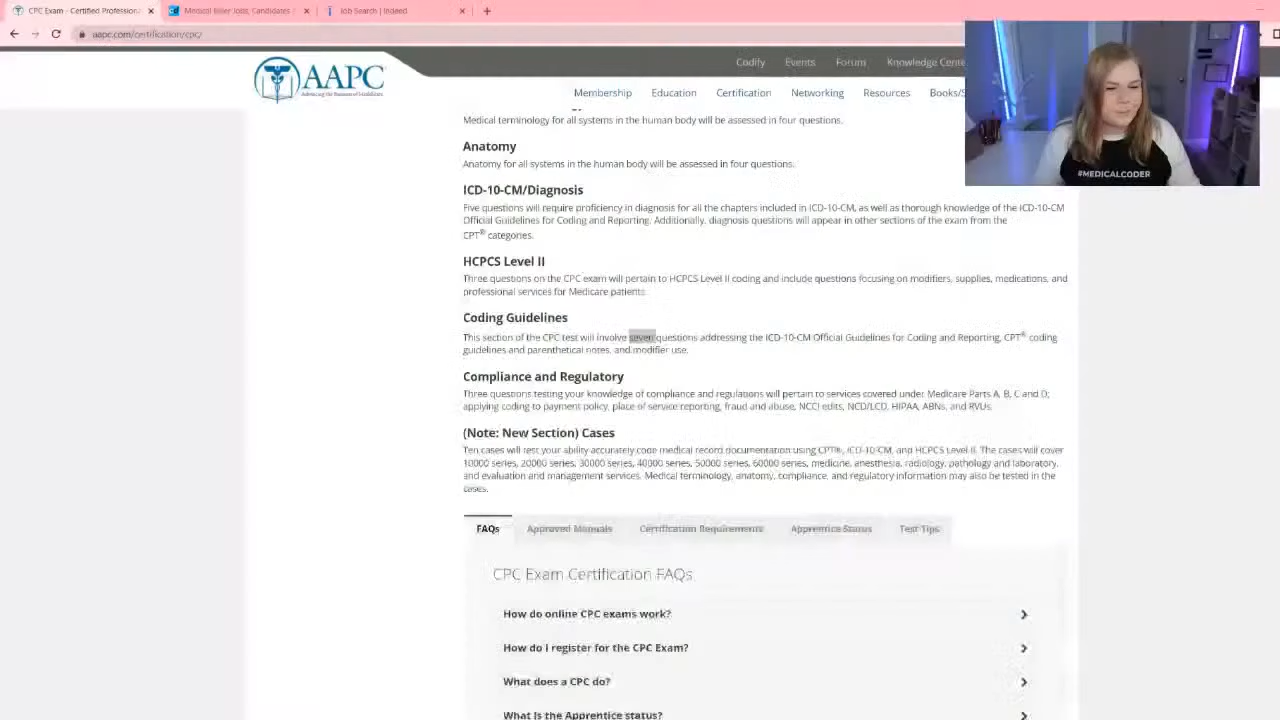 CPC Exam - Certified Profession
Medical Biller Jobs, Candidates
Job Search | Indeed
aapc.com/certification/cpc/
AAPC
Advancing the Business of Healthcare
Codify Events Forum Knowledge Cente
Membership Education Certification Networking Resources Books/S
Medical terminology for all systems in the human body will be assessed in four questions.
Anatomy
Anatomy for all systems in the human body will be assessed in four questions.
ICD-10-CM/Diagnosis
Five questions will require proficiency in diagnosis for all the chapters included in ICD-10-CM, as well as thorough knowledge of the ICD-10-CM
Official Guidelines for Coding and Reporting. Additionally, diagnosis questions will appear in other sections of the exam from the
CPT® categories.
HCPCS Level II
Three questions on the CPC exam will pertain to HCPCS Level II coding and include questions focusing on modifiers, supplies, medications, and
professional services for Medicare patients.
Coding Guidelines
This section of the CPC test will involve seven questions addressing the ICD-10-CM Official Guidelines for Coding and Reporting, CPT® coding
guidelines and parenthetical notes, and modifier use.
Compliance and Regulatory
Three questions testing your knowledge of compliance and regulations will pertain to services covered under Medicare Parts A, B, C and D;
applying coding to payment policy, place of service reporting, fraud and abuse, NCCI edits, NCD/LCD, HIPAA, ABNs, and RVUs.
(Note: New Section) Cases
Ten cases will test your ability accurately code medical record documentation using CPT®, ICD-10-CM, and HCPCS Level II. The cases will cover
10000 series, 20000 series, 30000 series, 40000 series, 50000 series, 60000 series, medicine, anesthesia, radiology, pathology and laboratory,
and evaluation and management services. Medical terminology, anatomy, compliance, and regulatory information may also be tested in the
cases.
FAQs Approved Manuals Certification Requirements Apprentice Status Test Tips
CPC Exam Certification FAQs
How do online CPC exams work?
How do I register for the CPC Exam?
What does a CPC do?
What is the Apprentice status?
#MEDICALCODER